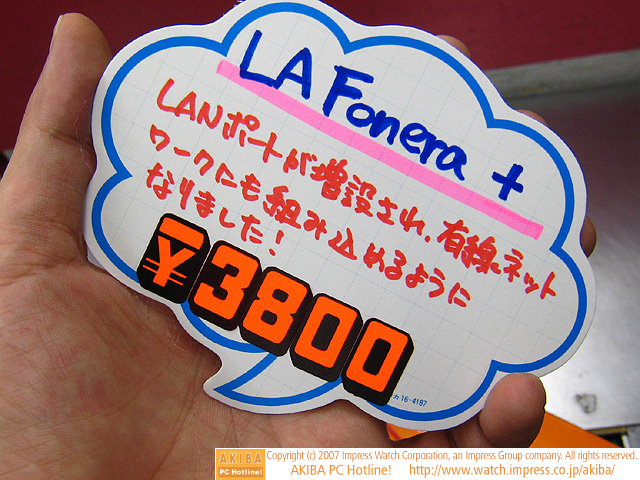 LA Fonera +
LANポートが増設され、有線ネット
ワークにも組み込めるように
なりました!
¥3800
カ 16-4187
AKIBA
PC Hotline!
Copyright (c) 2007 Impress Watch Corporation, an Impress Group company. All rights reserved.
AKIBA PC Hotline! http://www.watch.impress.co.jp/akiba/